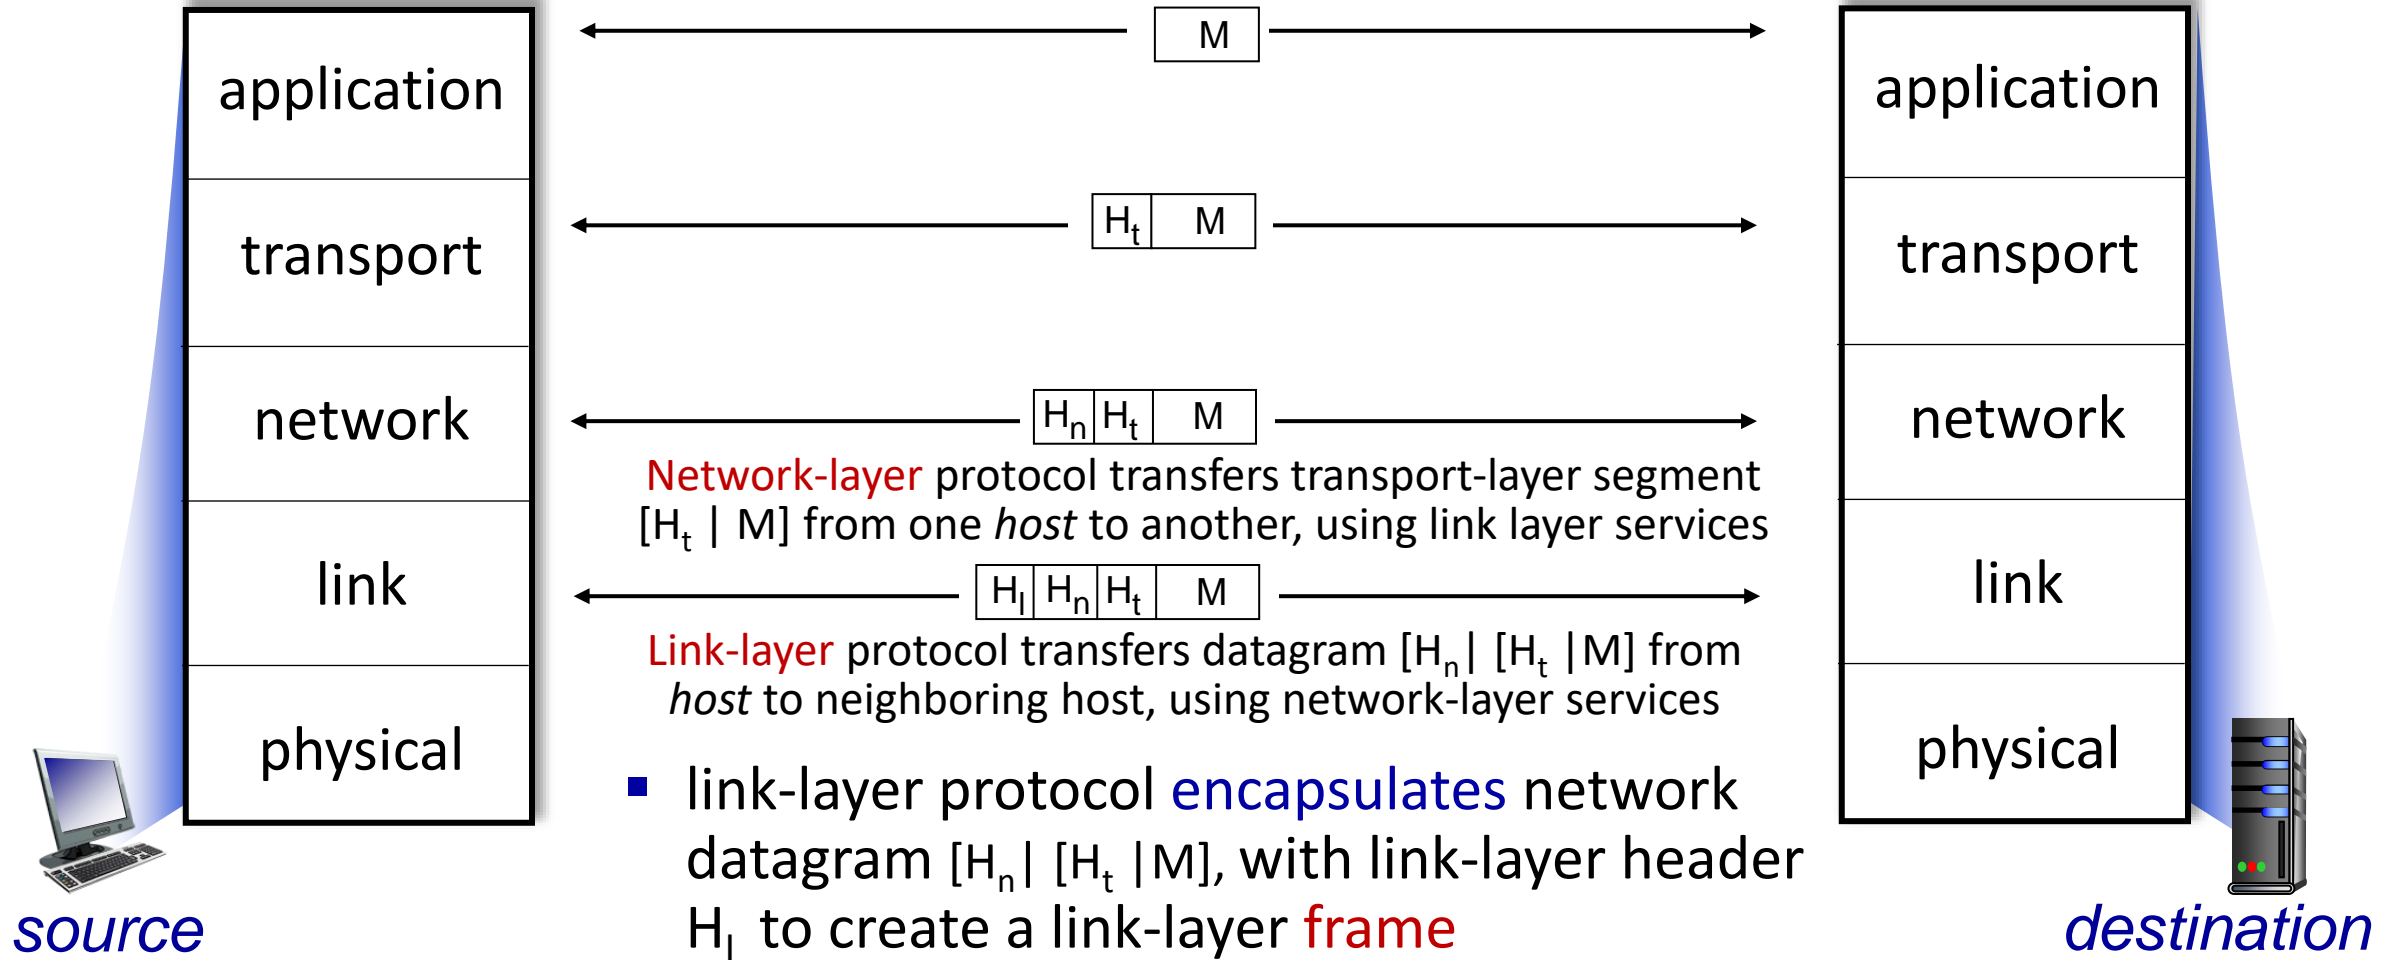 application
M
application
transport
Hₜ M
transport
network
Hₙ Hₜ M
network
Network-layer protocol transfers transport-layer segment
[Hₜ | M] from one host to another, using link layer services
link
Hₗ Hₙ Hₜ M
link
Link-layer protocol transfers datagram [Hₙ| [Hₜ |M] from
host to neighboring host, using network-layer services
physical
physical
▪ link-layer protocol encapsulates network
datagram [Hₙ| [Hₜ |M], with link-layer header
Hₗ to create a link-layer frame
source
destination